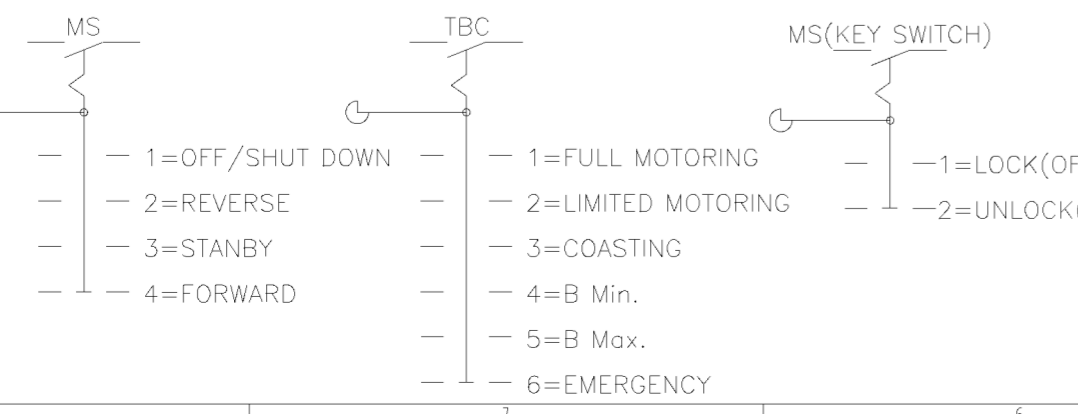 MS
1=OFF/SHUT DOWN
2=REVERSE
3=STANBY
4=FORWARD
TBC
1=FULL MOTORING
2=LIMITED MOTORING
3=COASTING
4=B Min.
5=B Max.
6=EMERGENCY
MS(KEY SWITCH)
1=LOCK(OF
2=UNLOCK(
7
6